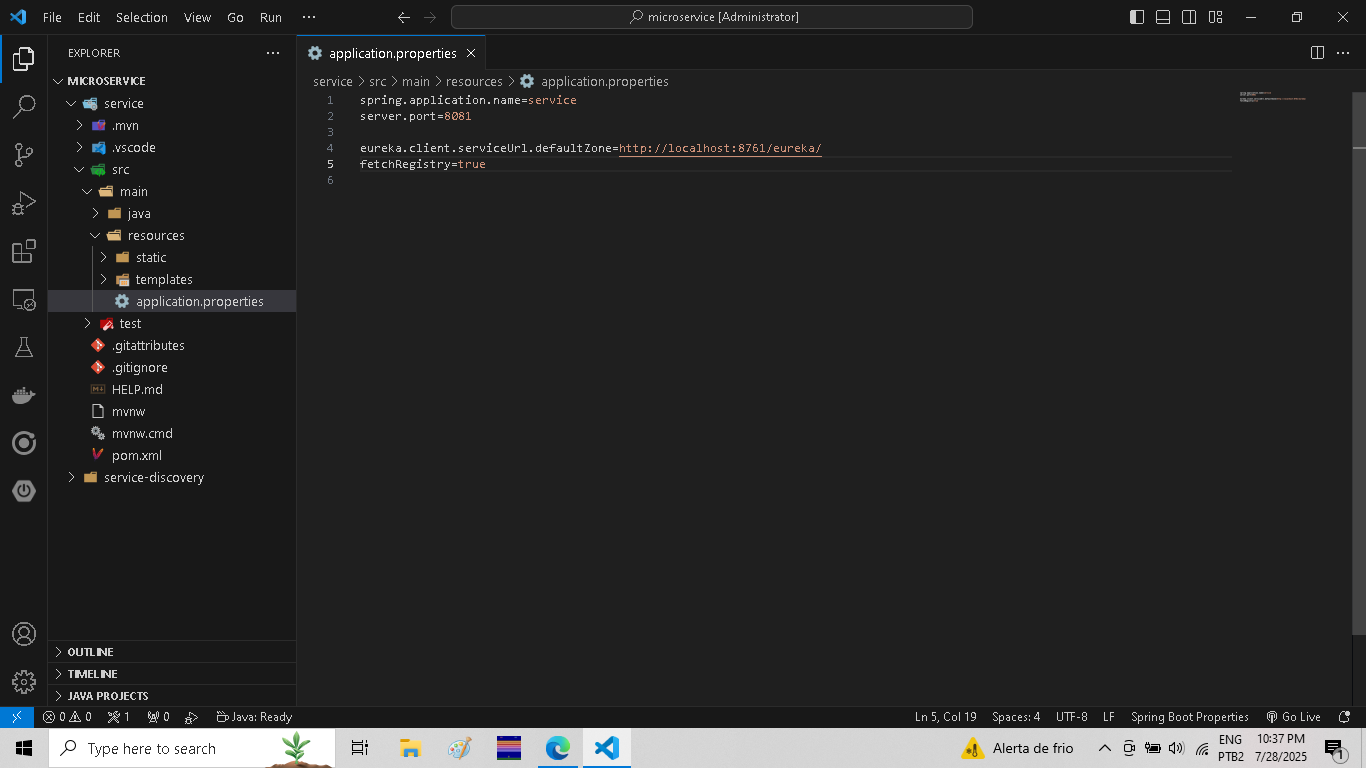 File Edit Selection View Go Run ··· microservice [Administrator]
EXPLORER ···
MICROSERVICE
service
.mvn
.vscode
src
main
java
resources
static
templates
application.properties
test
.gitattributes
.gitignore
HELP.md
mvnw
mvnw.cmd
pom.xml
service-discovery
OUTLINE
TIMELINE
JAVA PROJECTS
application.properties
service > src > main > resources > application.properties
1 spring.application.name=service
2 server.port=8081
3
4 eureka.client.serviceUrl.defaultZone=http://localhost:8761/eureka/
5 fetchRegistry=true
6
0 0 1 0 Java: Ready Ln 5, Col 19 Spaces: 4 UTF-8 LF Spring Boot Properties Go Live
Type here to search Alerta de frio ENG 10:37 PM
PTB2 7/28/2025 1